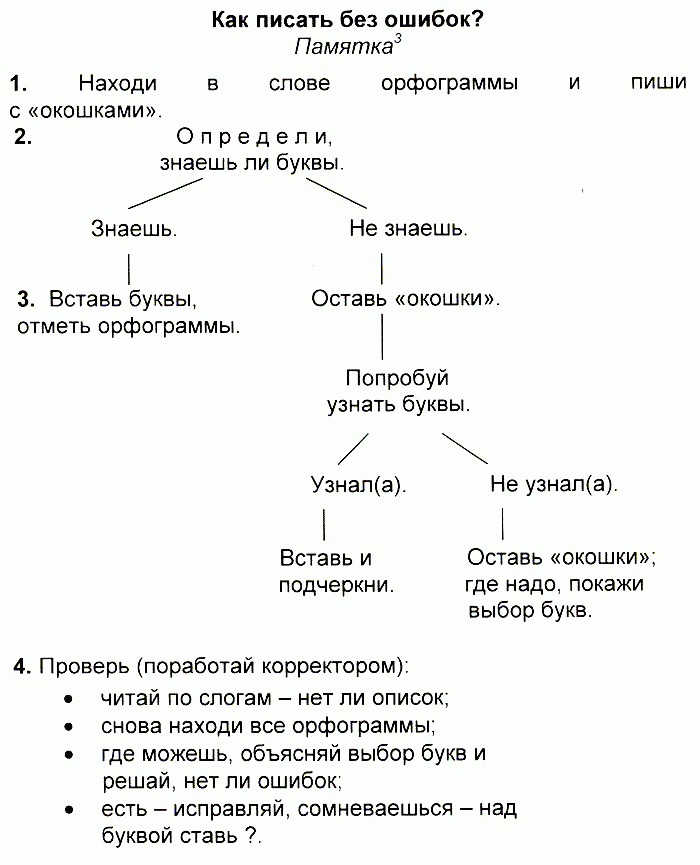 Как писать без ошибок?
Памятка3
1. Находи в слове орфограммы и пиши
с «окошками».
2. О п р е д е л и,
знаешь ли буквы.
Знаешь. Не знаешь.
3. Вставь буквы, Оставь «окошки».
отметь орфограммы.
Попробуй
узнать буквы.
Узнал(а). Не узнал(а).
Вставь и Оставь «окошки»;
подчеркни. где надо, покажи
выбор букв.
4. Проверь (поработай корректором):
• читай по слогам – нет ли описок;
• снова находи все орфограммы;
• где можешь, объясняй выбор букв и
решай, нет ли ошибок;
• есть – исправляй, сомневаешься – над
буквой ставь ?.